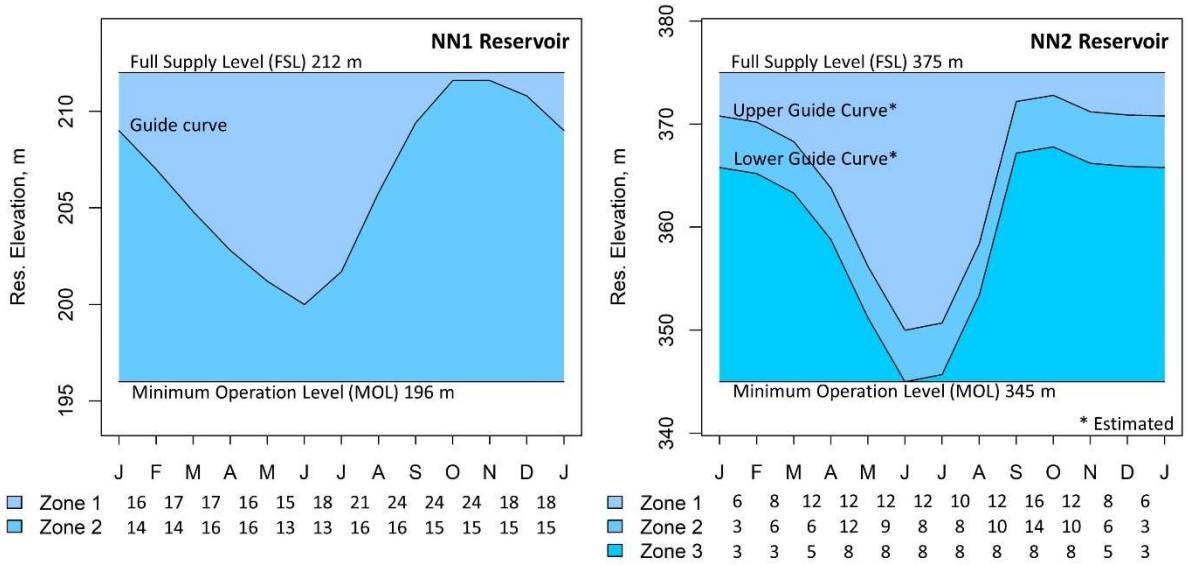 NN1 Reservoir
Full Supply Level (FSL) 212 m
Guide curve
Minimum Operation Level (MOL) 196 m
Res. Elevation, m
210
205
200
195
J F M A M J J A S O N D J
Zone 1 16 17 17 16 15 18 21 24 24 24 18 18
Zone 2 14 14 16 16 13 13 16 16 15 15 15 15
NN2 Reservoir
Full Supply Level (FSL) 375 m
Upper Guide Curve*
Lower Guide Curve*
Minimum Operation Level (MOL) 345 m
* Estimated
Res. Elevation, m
380
370
360
350
340
J F M A M J J A S O N D J
Zone 1 6 8 12 12 12 12 10 12 16 12 8 6
Zone 2 3 6 6 12 9 8 8 10 14 10 6 3
Zone 3 3 3 5 8 8 8 8 8 8 8 5 3